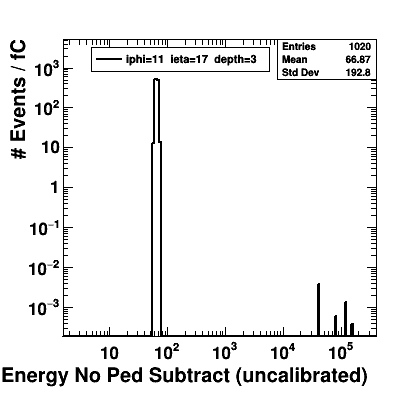 Entries 1020
Mean 66.87
Std Dev 192.8
iphi=11 ieta=17 depth=3
# Events / fC
10³
10²
10
1
10⁻¹
10⁻²
10⁻³
10 10² 10³ 10⁴ 10⁵
Energy No Ped Subtract (uncalibrated)